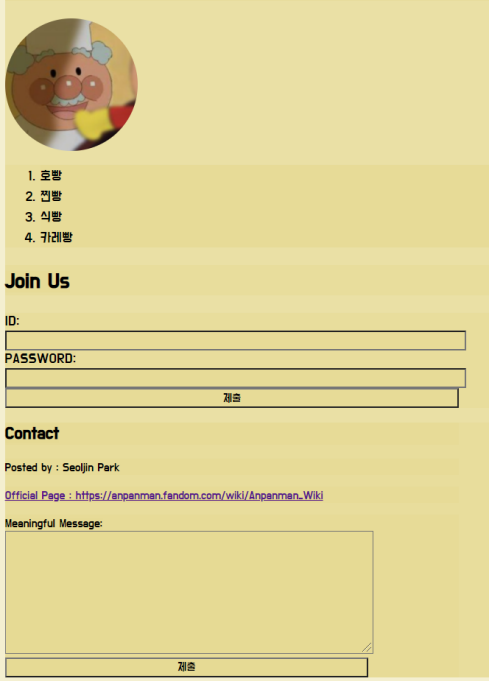 1. 호빵
2. 찐빵
3. 식빵
4. 카레빵
Join Us
ID:
PASSWORD:
제출
Contact
Posted by : Seoljin Park
Official Page : https://anpanman.fandom.com/wiki/Anpanman_Wiki
Meaningful Message:
제출